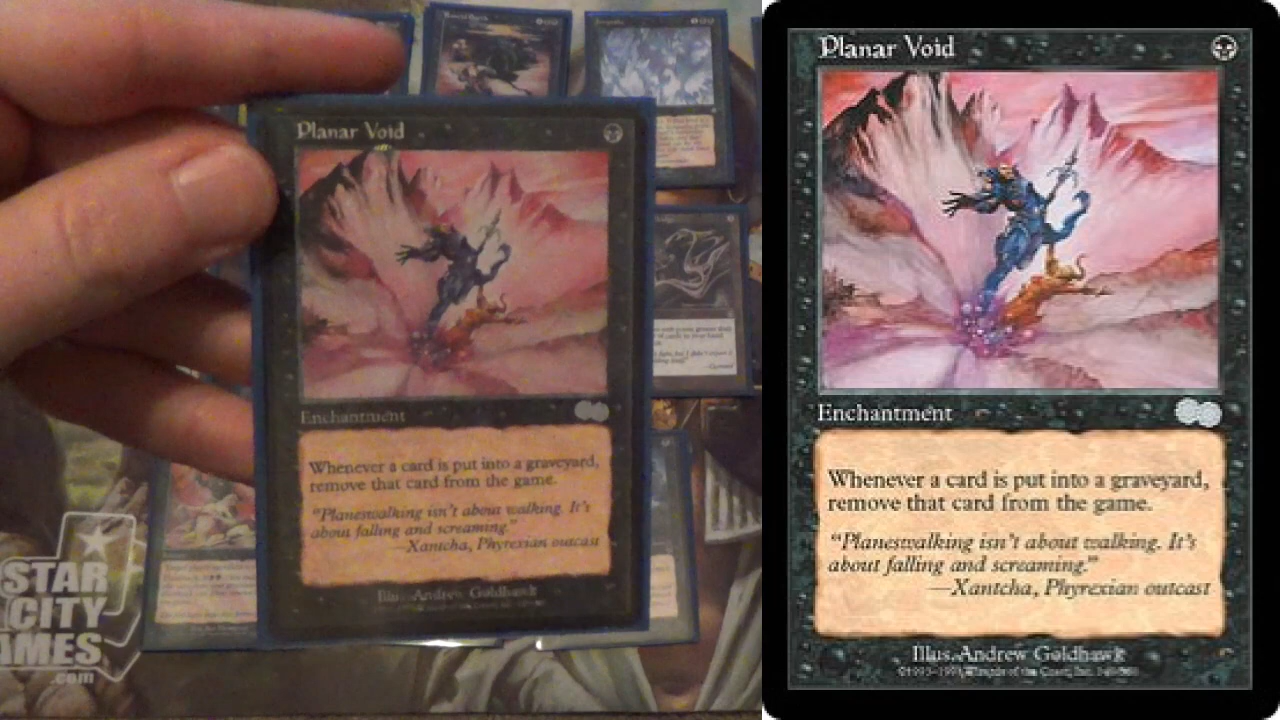 Planar Void
Enchantment
Whenever a card is put into a graveyard,
remove that card from the game.
"Planeswalking isn't about walking. It's
about falling and screaming."
—Xantcha, Phyrexian outcast
Illus. Andrew Goldhawk
STAR
CITY
GAMES
.com
Planar Void
Enchantment
Whenever a card is put into a graveyard,
remove that card from the game.
"Planeswalking isn't about walking. It's
about falling and screaming."
—Xantcha, Phyrexian outcast
Illus. Andrew Goldhawk